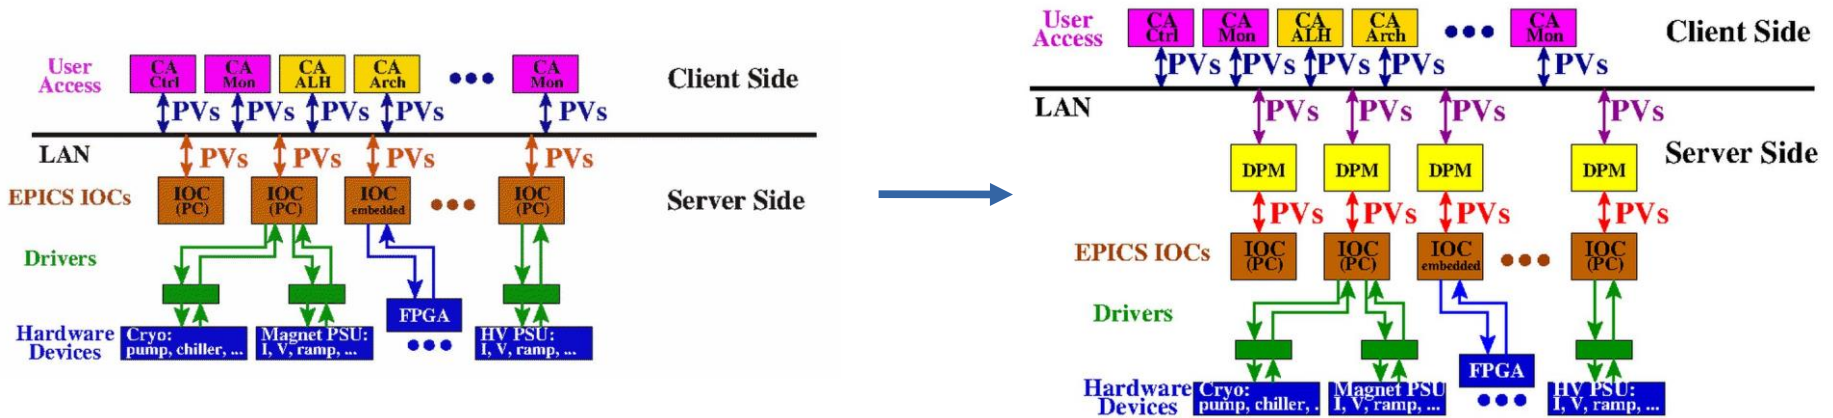 User
Access
CA
Ctrl
CA
Mon
CA
ALH
CA
Arch
CA
Mon
Client Side
PVs
PVs
PVs
PVs
PVs
LAN
PVs
PVs
PVs
PVs
EPICS IOCs
IOC
(PC)
IOC
(PC)
IOC
embedded
IOC
(PC)
Server Side
Drivers
FPGA
Hardware
Devices
Cryo:
pump, chiller, ...
Magnet PSU:
I, V, ramp, ...
HV PSU:
I, V, ramp, ...
User
Access
CA
Ctrl
CA
Mon
CA
ALH
CA
Arch
CA
Mon
Client Side
PVs
PVs
PVs
PVs
PVs
LAN
PVs
PVs
PVs
PVs
Server Side
DPM
DPM
DPM
DPM
PVs
PVs
PVs
PVs
EPICS IOCs
IOC
(PC)
IOC
(PC)
IOC
embedded
IOC
(PC)
Drivers
FPGA
Hardware
Devices
Cryo:
pump, chiller, .
Magnet PSU
I, V, ramp, ...
HV PSU:
I, V, ramp, ...